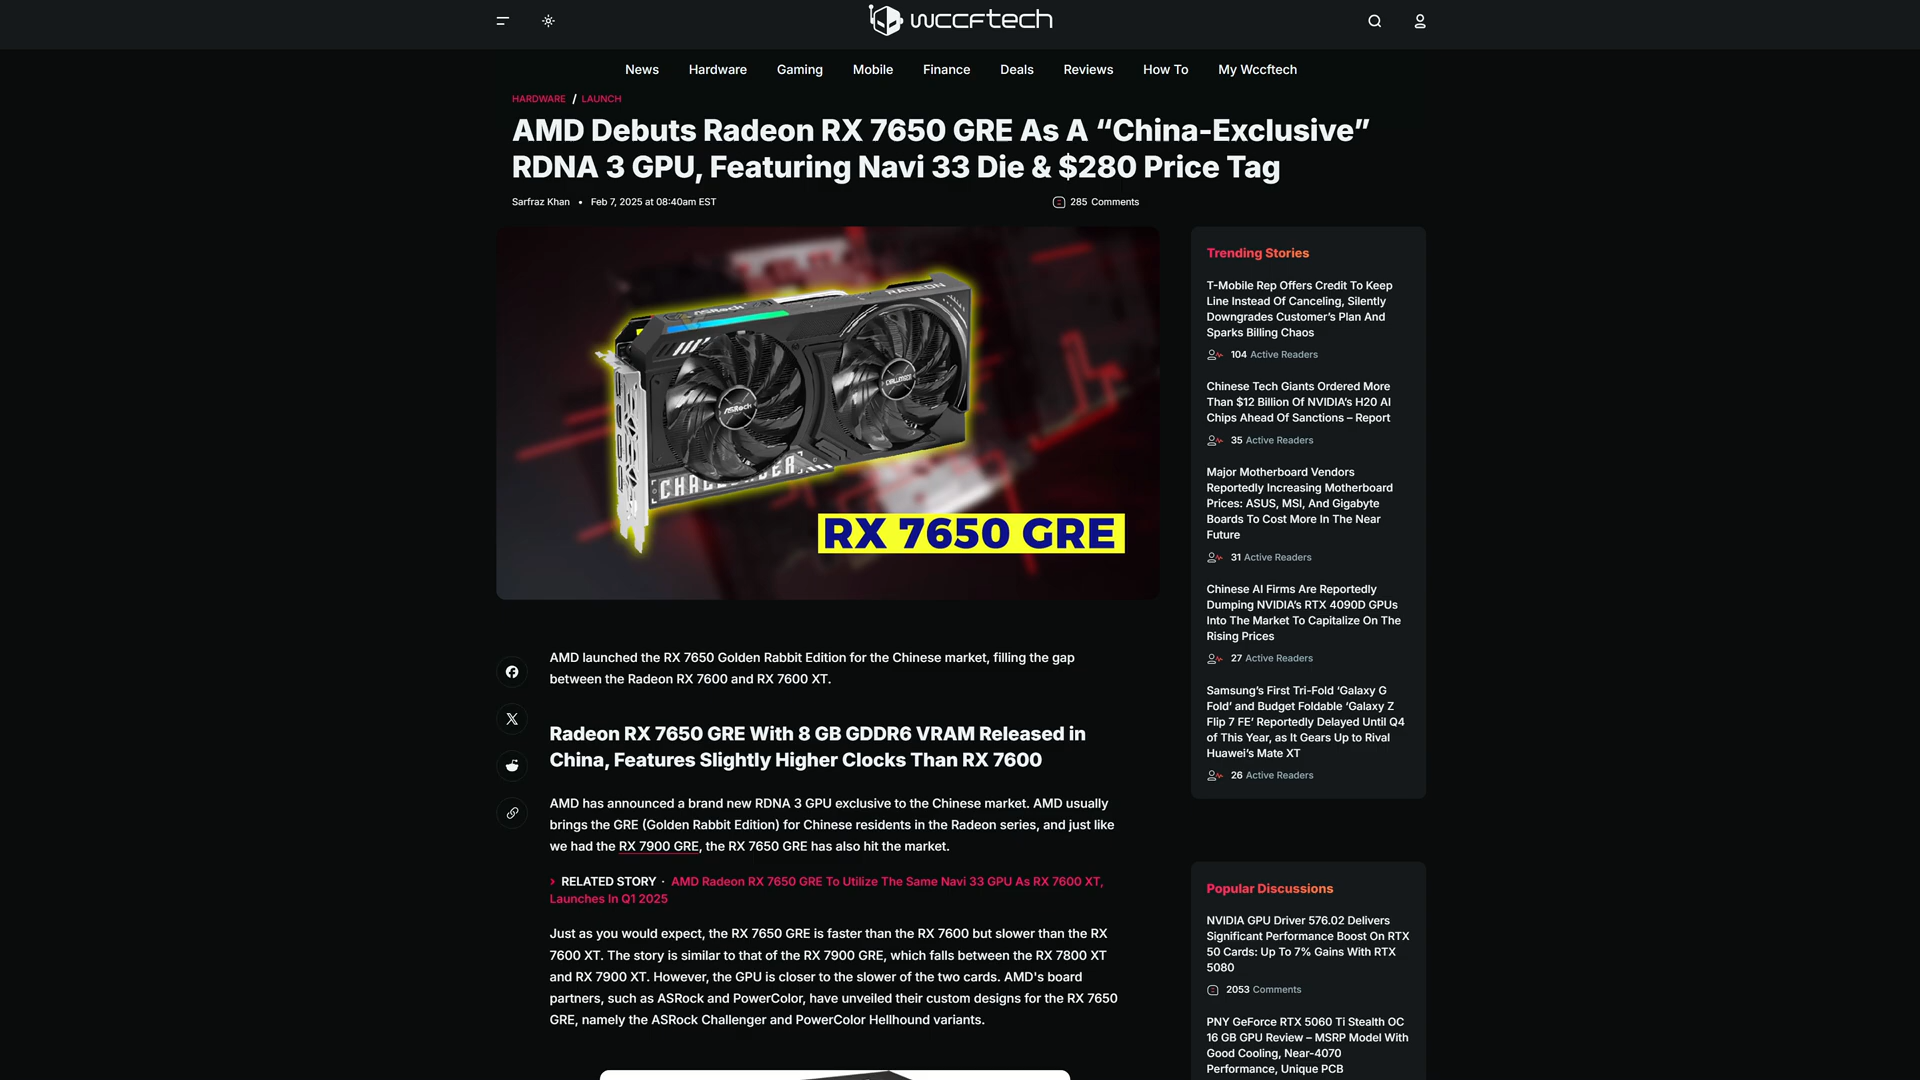 wccftech
News Hardware Gaming Mobile Finance Deals Reviews How To My Wccftech
HARDWARE / LAUNCH
AMD Debuts Radeon RX 7650 GRE As A “China-Exclusive”
RDNA 3 GPU, Featuring Navi 33 Die & $280 Price Tag
Sarfraz Khan • Feb 7, 2025 at 08:40am EST
285 Comments
RADEON
ASRock
ASRock
CHALLENGER
CHALLENGER
RX 7650 GRE
AMD launched the RX 7650 Golden Rabbit Edition for the Chinese market, filling the gap
between the Radeon RX 7600 and RX 7600 XT.
Radeon RX 7650 GRE With 8 GB GDDR6 VRAM Released in
China, Features Slightly Higher Clocks Than RX 7600
AMD has announced a brand new RDNA 3 GPU exclusive to the Chinese market. AMD usually
brings the GRE (Golden Rabbit Edition) for Chinese residents in the Radeon series, and just like
we had the RX 7900 GRE, the RX 7650 GRE has also hit the market.
› RELATED STORY · AMD Radeon RX 7650 GRE To Utilize The Same Navi 33 GPU As RX 7600 XT,
Launches In Q1 2025
Just as you would expect, the RX 7650 GRE is faster than the RX 7600 but slower than the RX
7600 XT. The story is similar to that of the RX 7900 GRE, which falls between the RX 7800 XT
and RX 7900 XT. However, the GPU is closer to the slower of the two cards. AMD's board
partners, such as ASRock and PowerColor, have unveiled their custom designs for the RX 7650
GRE, namely the ASRock Challenger and PowerColor Hellhound variants.
Trending Stories
T-Mobile Rep Offers Credit To Keep
Line Instead Of Canceling, Silently
Downgrades Customer’s Plan And
Sparks Billing Chaos
104 Active Readers
Chinese Tech Giants Ordered More
Than $12 Billion Of NVIDIA’s H20 AI
Chips Ahead Of Sanctions – Report
35 Active Readers
Major Motherboard Vendors
Reportedly Increasing Motherboard
Prices: ASUS, MSI, And Gigabyte
Boards To Cost More In The Near
Future
31 Active Readers
Chinese AI Firms Are Reportedly
Dumping NVIDIA’s RTX 4090D GPUs
Into The Market To Capitalize On The
Rising Prices
27 Active Readers
Samsung’s First Tri-Fold ‘Galaxy G
Fold’ and Budget Foldable ‘Galaxy Z
Flip 7 FE’ Reportedly Delayed Until Q4
of This Year, as It Gears Up to Rival
Huawei’s Mate XT
26 Active Readers
Popular Discussions
NVIDIA GPU Driver 576.02 Delivers
Significant Performance Boost On RTX
50 Cards: Up To 7% Gains With RTX
5080
2053 Comments
PNY GeForce RTX 5060 Ti Stealth OC
16 GB GPU Review – MSRP Model With
Good Cooling, Near-4070
Performance, Unique PCB